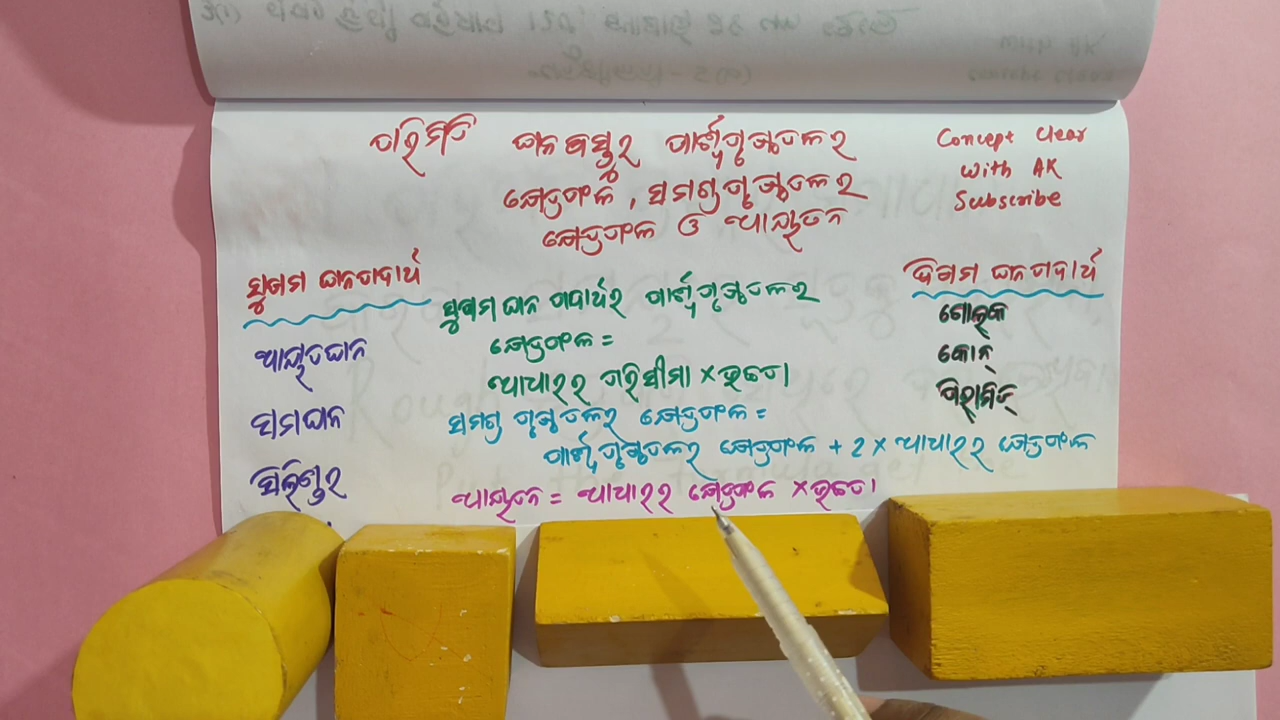 ପରିମିତି ଘନବସ୍ତୁର ପାର୍ଶ୍ୱପୃଷ୍ଠତଳର
କ୍ଷେତ୍ରଫଳ, ସମଗ୍ରପୃଷ୍ଠତଳର
କ୍ଷେତ୍ରଫଳ ଓ ଆୟତନ
Concept Clear
With AK
Subscribe
ସୁଷମ ଘନପଦାର୍ଥ
ଆୟତଘନ
ସମଘନ
ସିଲିଣ୍ଡର
ସୁଷମ ଘନ ପଦାର୍ଥର ପାର୍ଶ୍ୱପୃଷ୍ଠତଳର
କ୍ଷେତ୍ରଫଳ =
ଆଧାରର ପରିସୀମା × ଉଚ୍ଚତା
ସମଗ୍ର ପୃଷ୍ଠତଳର କ୍ଷେତ୍ରଫଳ =
ପାର୍ଶ୍ୱପୃଷ୍ଠତଳର କ୍ଷେତ୍ରଫଳ + 2 × ଆଧାରର କ୍ଷେତ୍ରଫଳ
ଆୟତନ = ଆଧାରର କ୍ଷେତ୍ରଫଳ × ଉଚ୍ଚତା
ବିଷମ ଘନପଦାର୍ଥ
ଗୋଲକ
କୋନ୍
ପିରାମିଡ୍